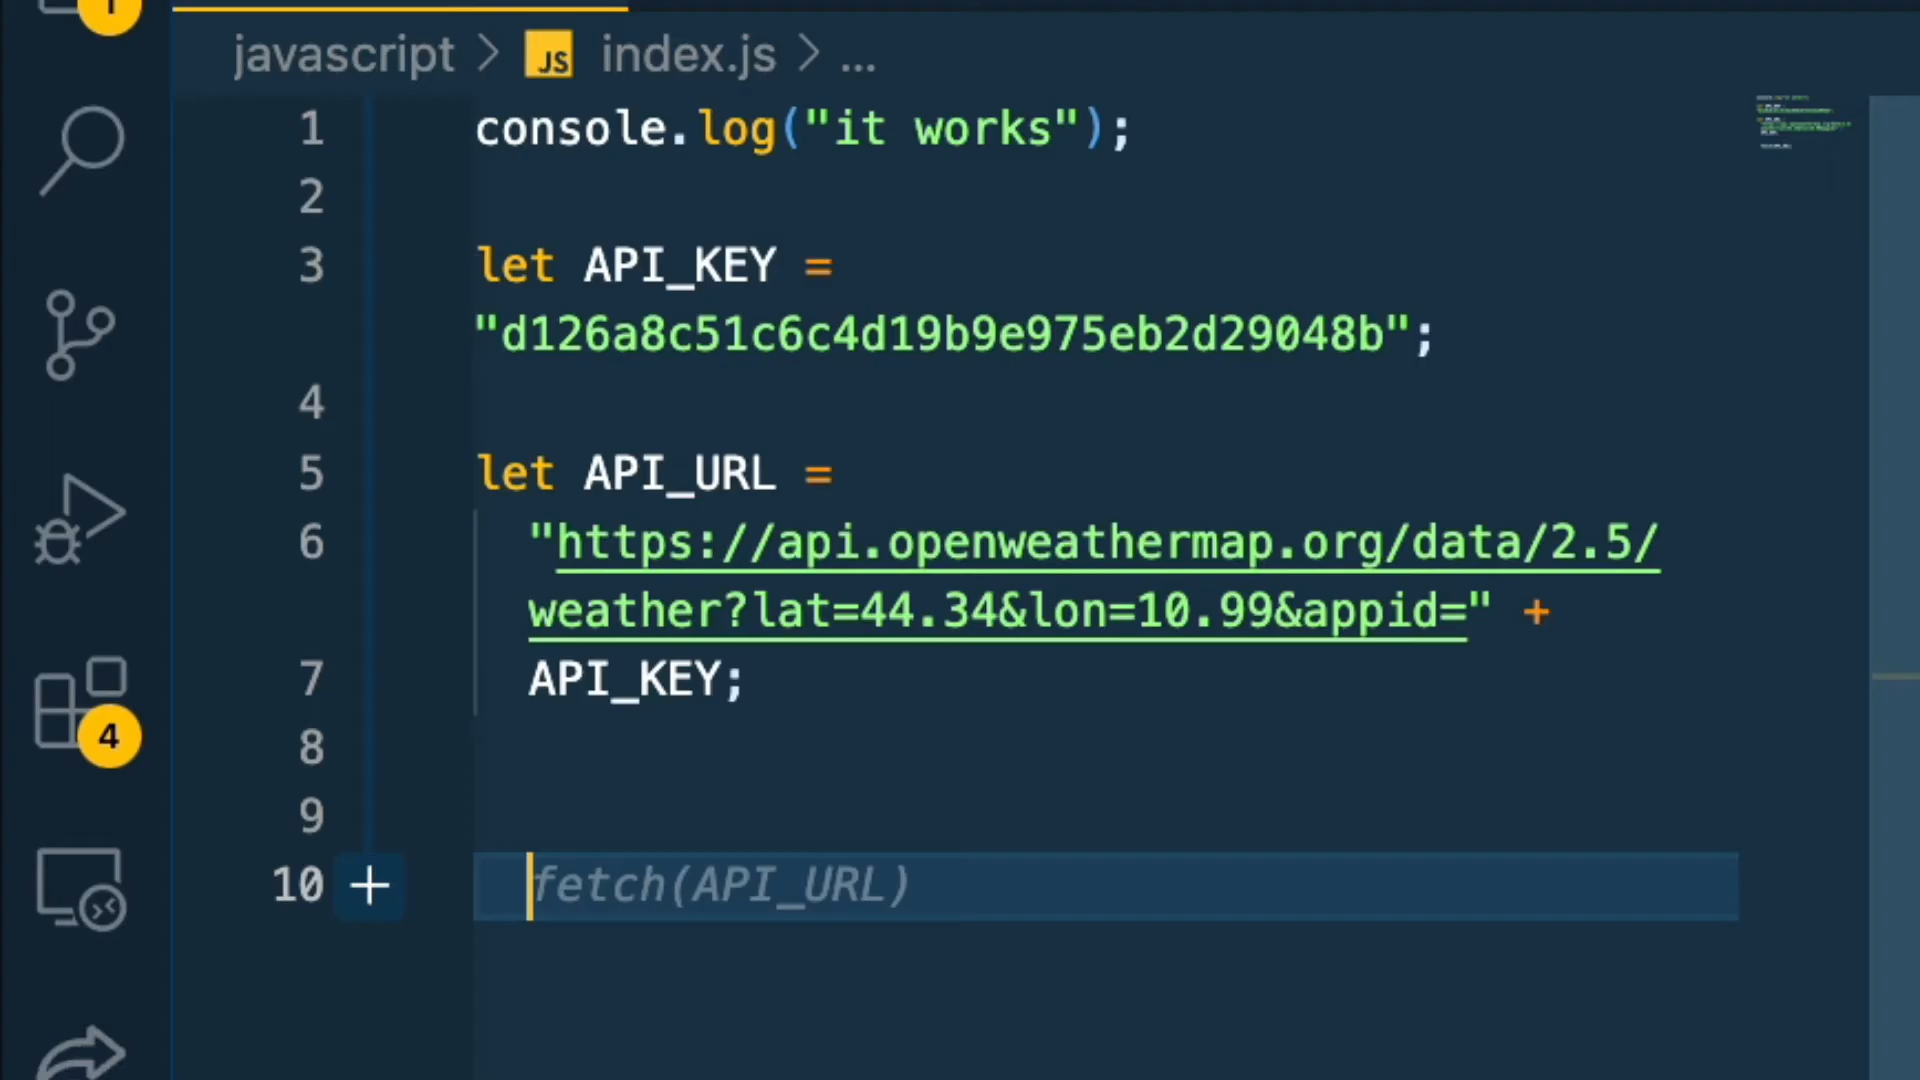 javascript > JS index.js > ...
1 console.log("it works");
2
3 let API_KEY =
"d126a8c51c6c4d19b9e975eb2d29048b";
4
5 let API_URL =
6 "https://api.openweathermap.org/data/2.5/
weather?lat=44.34&lon=10.99&appid=" +
7 API_KEY;
8
9
10 + fetch(API_URL)
1
4